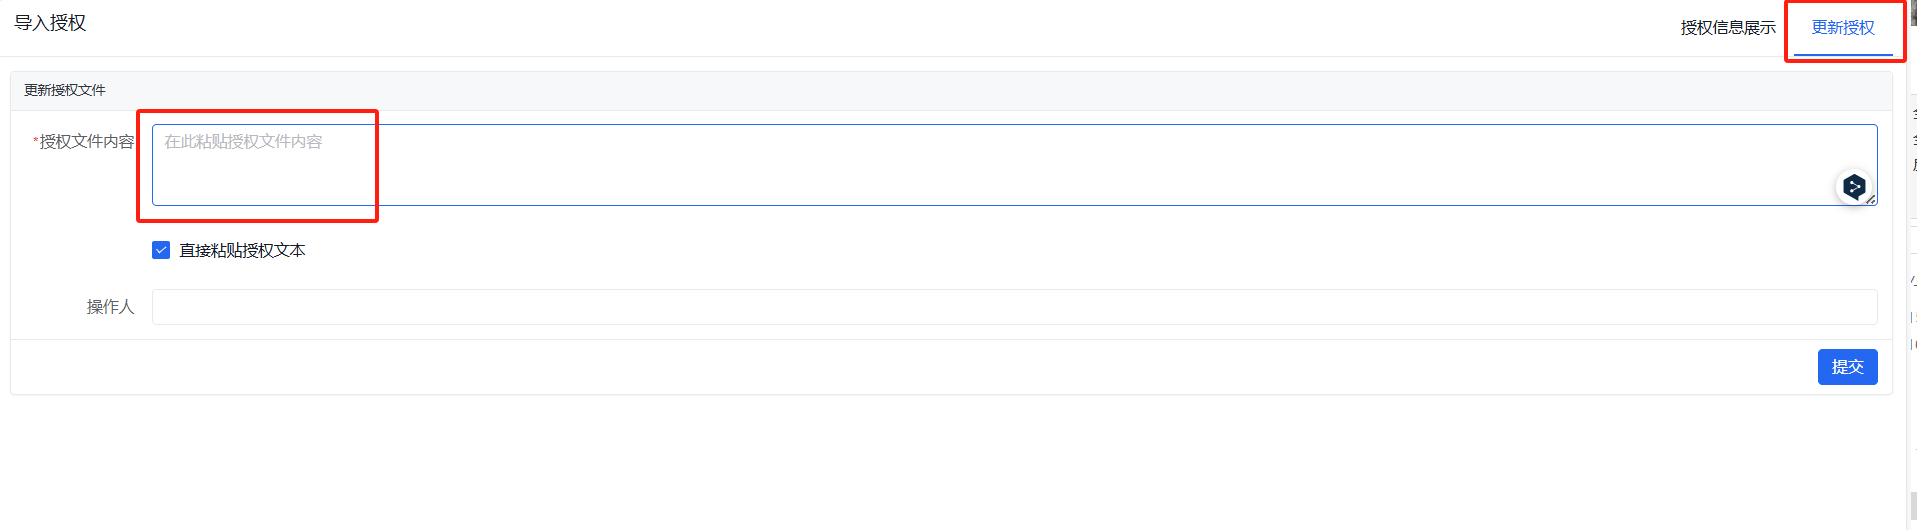 导入授权
授权信息展示
更新授权
更新授权文件
*授权文件内容
在此粘贴授权文件内容
直接粘贴授权文本
操作人
提交